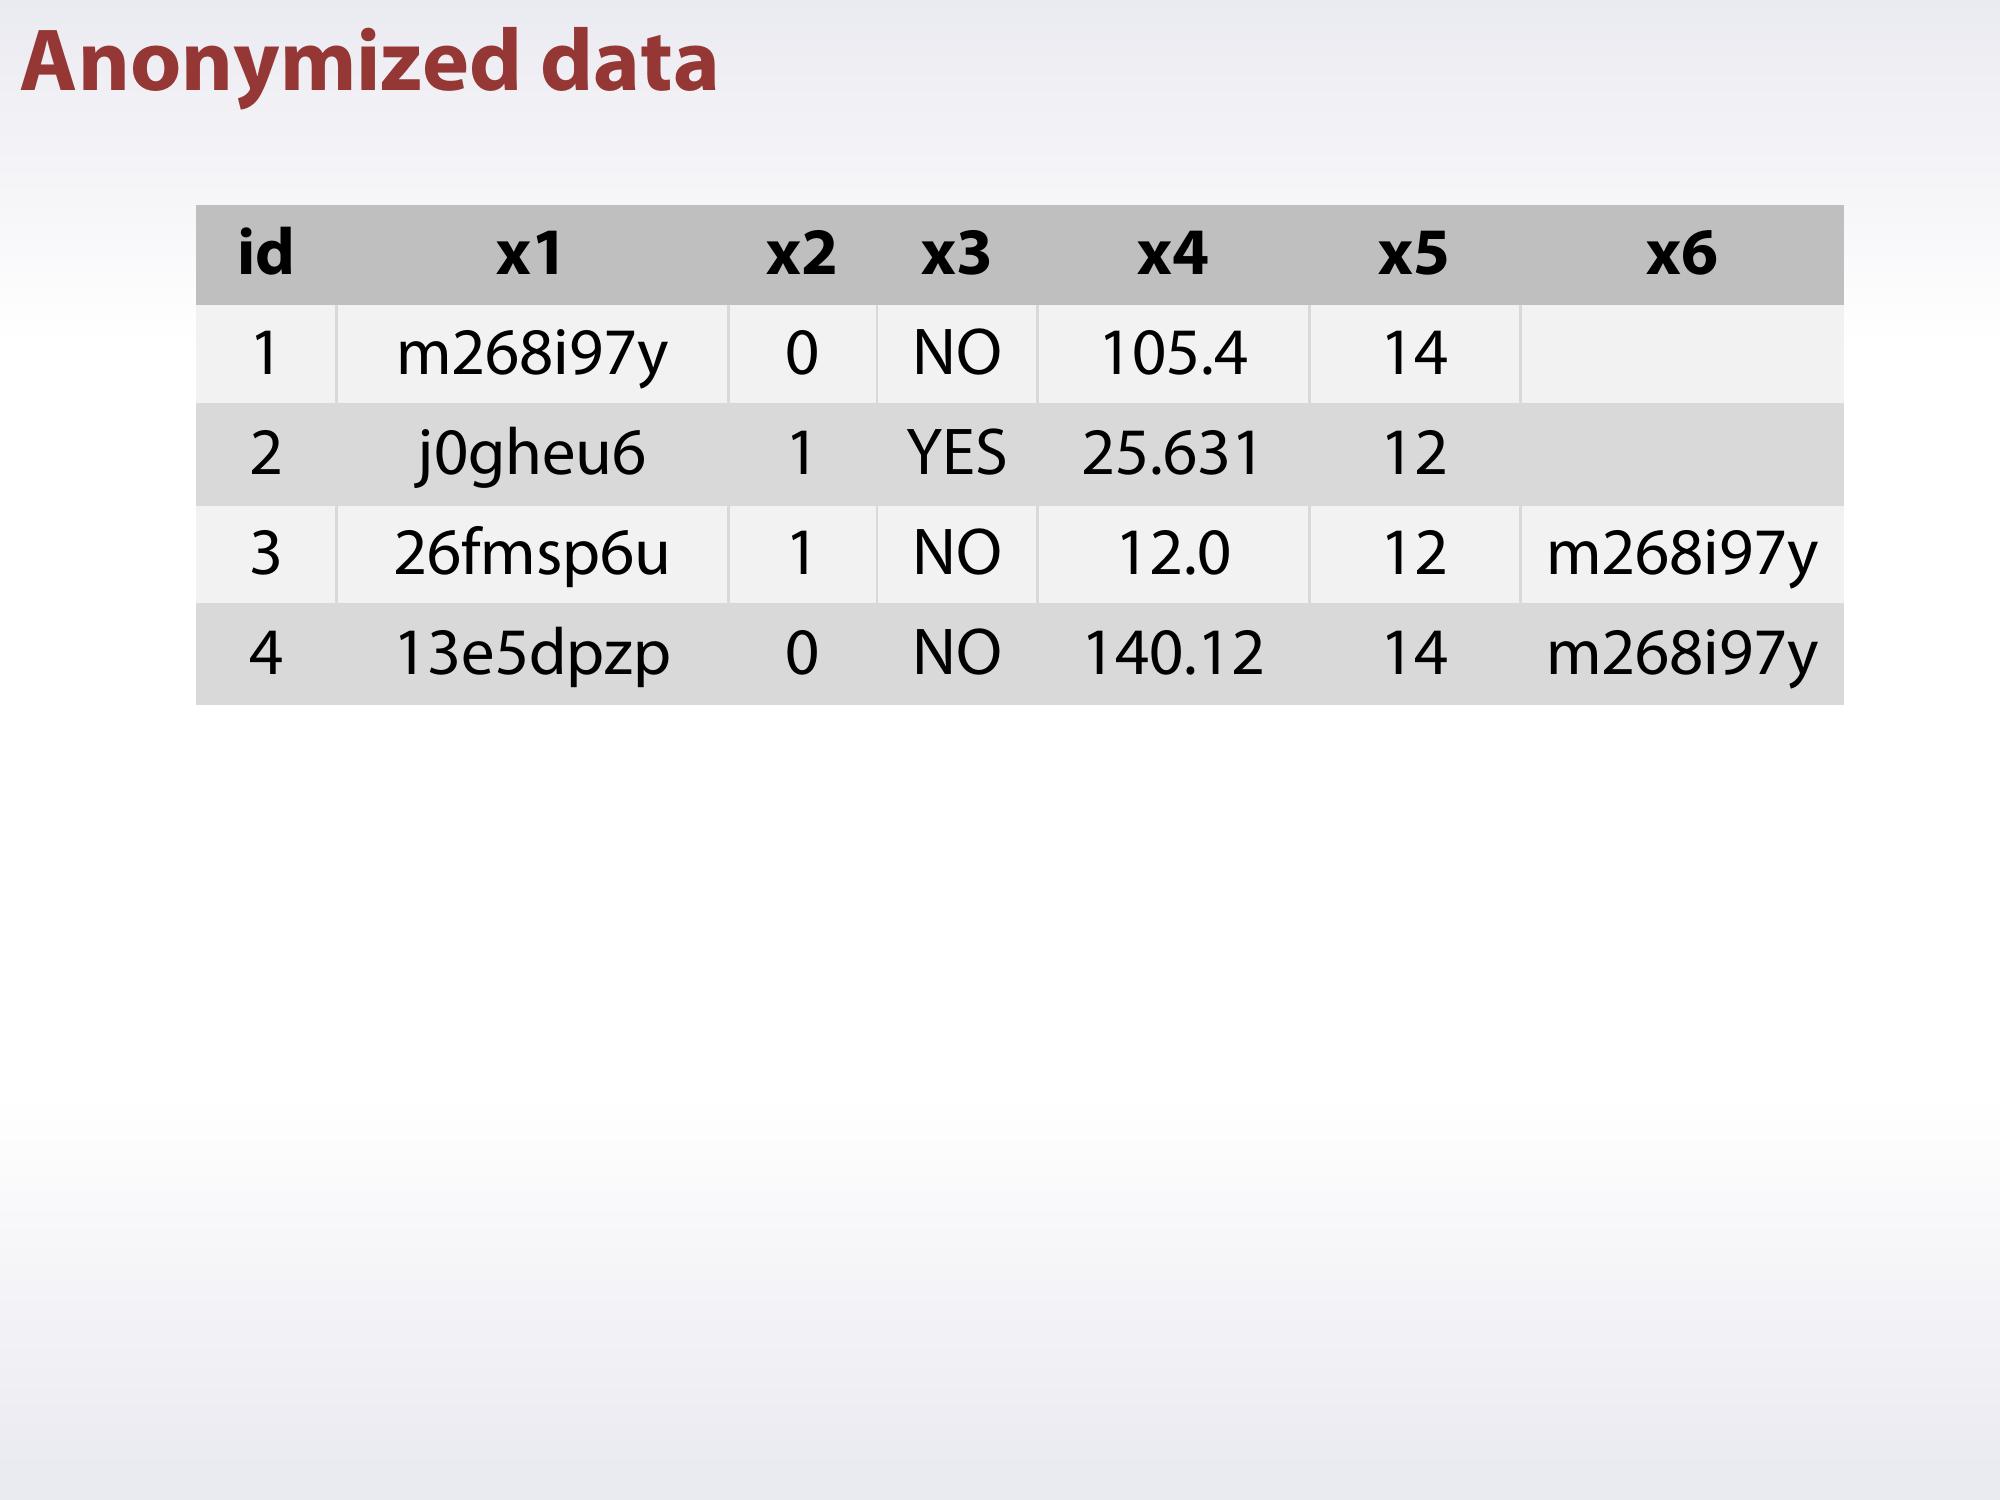 Anonymized data
id x1 x2 x3 x4 x5 x6
1 m268i97y 0 NO 105.4 14
2 j0gheu6 1 YES 25.631 12
3 26fmsp6u 1 NO 12.0 12 m268i97y
4 13e5dpzp 0 NO 140.12 14 m268i97y